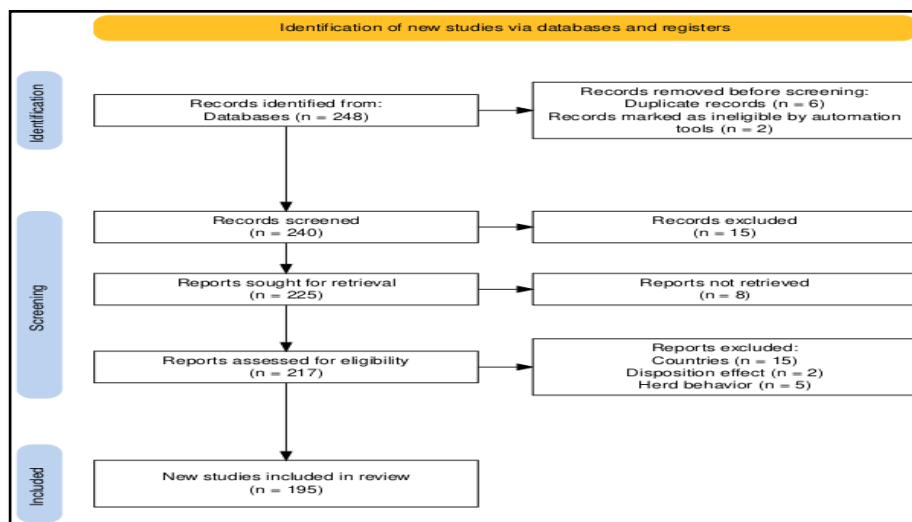 Identification of new studies via databases and registers
Identification
Records identified from:
Databases (n = 248)
Records removed before screening:
Duplicate records (n = 6)
Records marked as ineligible by automation
tools (n = 2)
Screening
Records screened
(n = 240)
Records excluded
(n = 15)
Reports sought for retrieval
(n = 225)
Reports not retrieved
(n = 8)
Reports assessed for eligibility
(n = 217)
Reports excluded:
Countries (n = 15)
Disposition effect (n = 2)
Herd behavior (n = 5)
Included
New studies included in review
(n = 195)